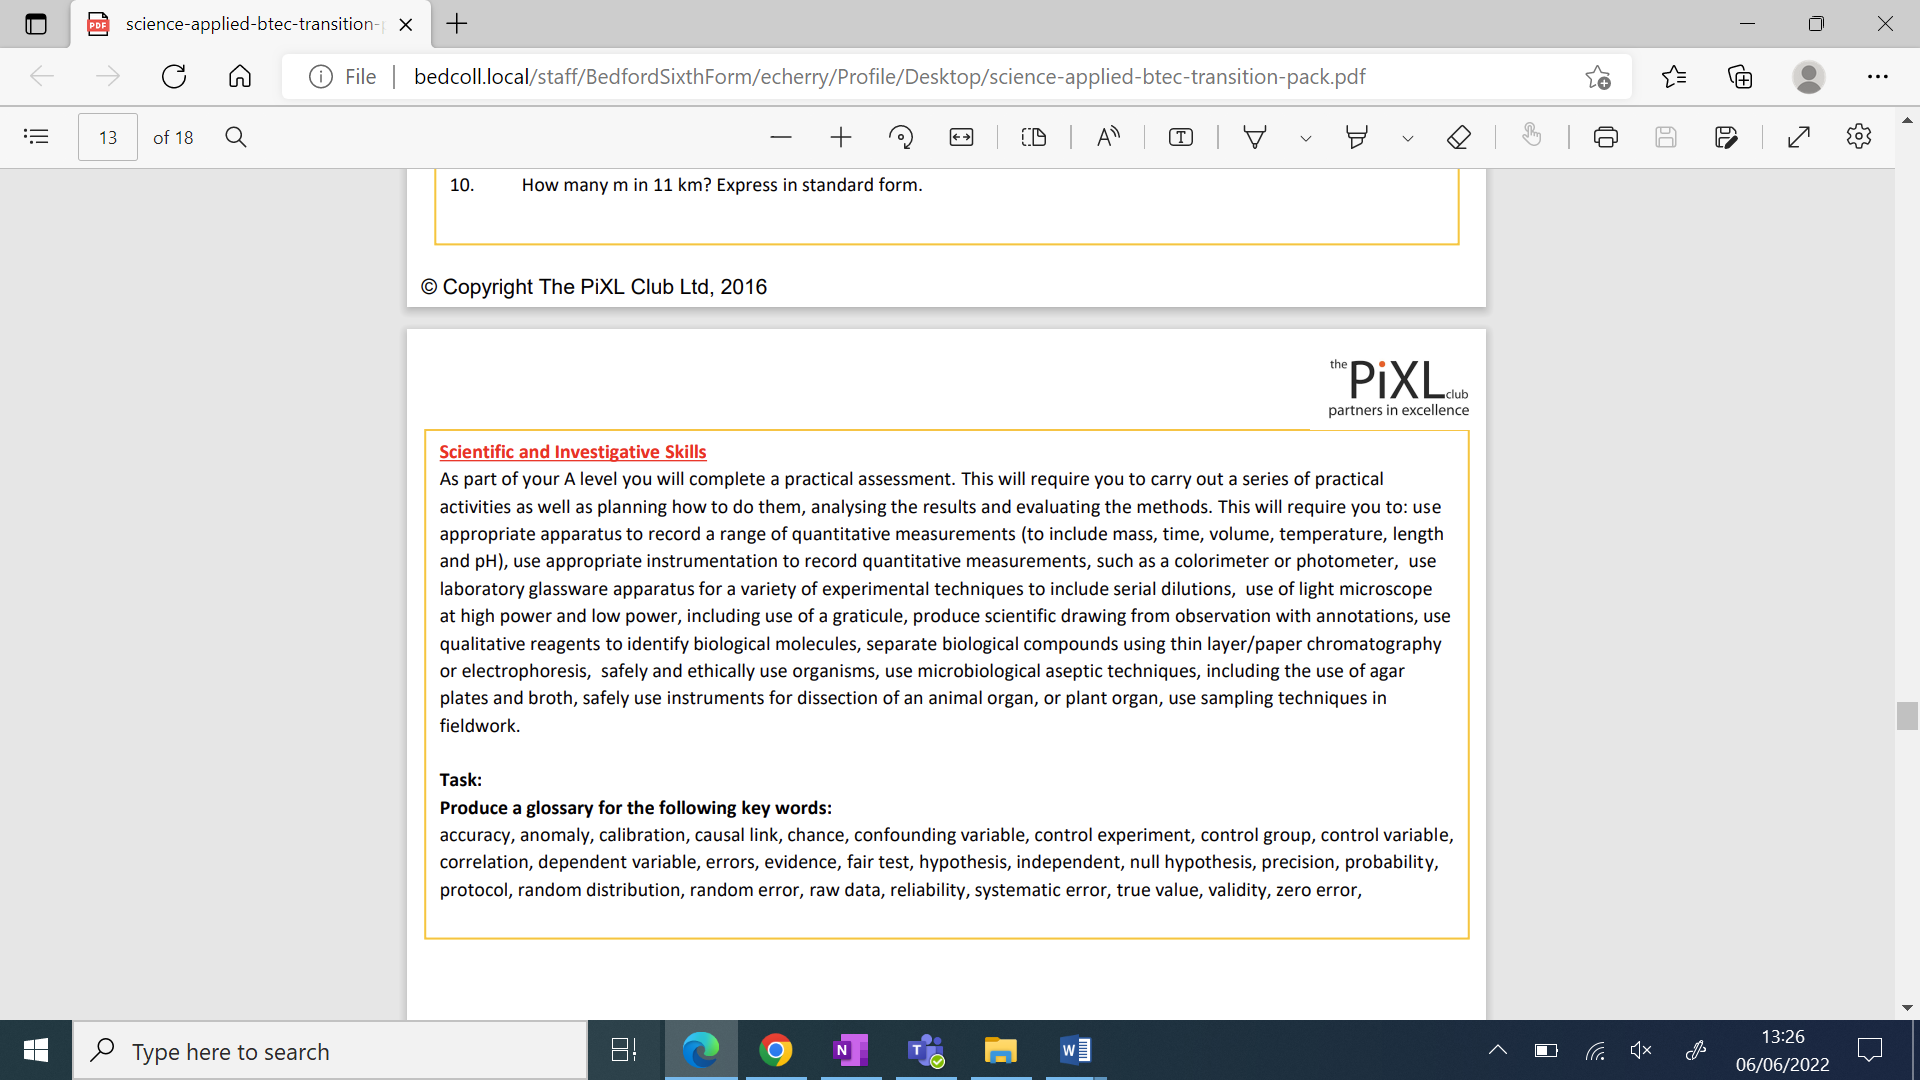 science-applied-btec-transition-p
File
bedcoll.local/staff/BedfordSixthForm/echerry/Profile/Desktop/science-applied-btec-transition-pack.pdf
13 of 18
10. How many m in 11 km? Express in standard form.
© Copyright The PiXL Club Ltd, 2016
the PiXL club
partners in excellence
Scientific and Investigative Skills
As part of your A level you will complete a practical assessment. This will require you to carry out a series of practical
activities as well as planning how to do them, analysing the results and evaluating the methods. This will require you to: use
appropriate apparatus to record a range of quantitative measurements (to include mass, time, volume, temperature, length
and pH), use appropriate instrumentation to record quantitative measurements, such as a colorimeter or photometer, use
laboratory glassware apparatus for a variety of experimental techniques to include serial dilutions, use of light microscope
at high power and low power, including use of a graticule, produce scientific drawing from observation with annotations, use
qualitative reagents to identify biological molecules, separate biological compounds using thin layer/paper chromatography
or electrophoresis, safely and ethically use organisms, use microbiological aseptic techniques, including the use of agar
plates and broth, safely use instruments for dissection of an animal organ, or plant organ, use sampling techniques in
fieldwork.
Task:
Produce a glossary for the following key words:
accuracy, anomaly, calibration, causal link, chance, confounding variable, control experiment, control group, control variable,
correlation, dependent variable, errors, evidence, fair test, hypothesis, independent, null hypothesis, precision, probability,
protocol, random distribution, random error, raw data, reliability, systematic error, true value, validity, zero error,
Type here to search
13:26
06/06/2022